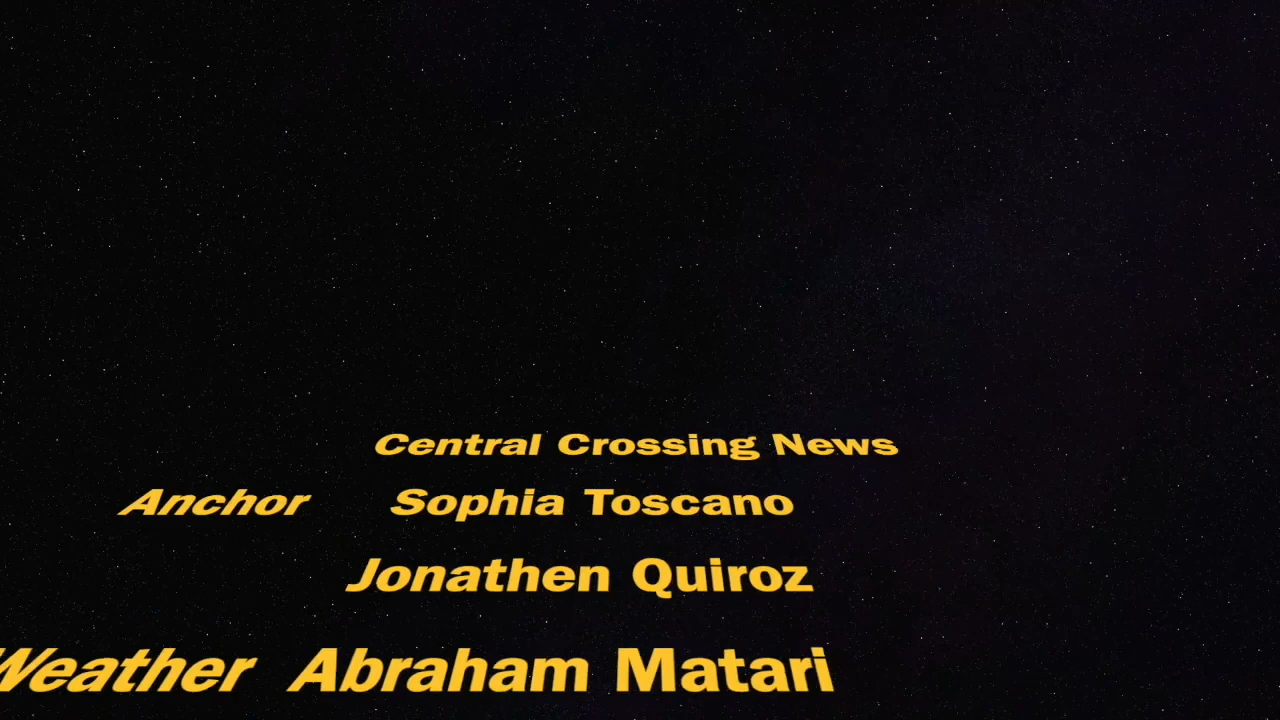 Central Crossing News
Anchor Sophia Toscano
Jonathen Quiroz
Weather Abraham Matari